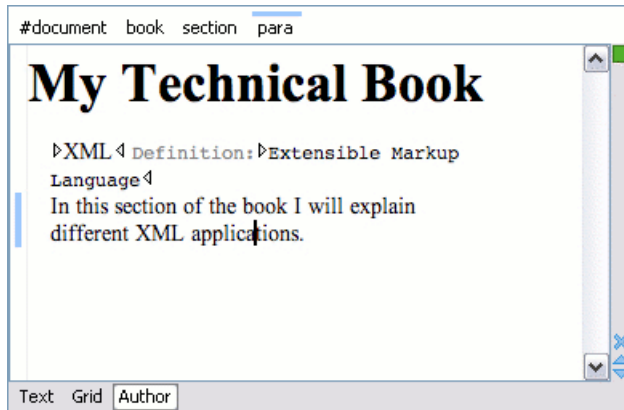 #document book section para
My Technical Book
XML Definition: Extensible Markup
Language
In this section of the book I will explain
different XML applications.
Text Grid Author